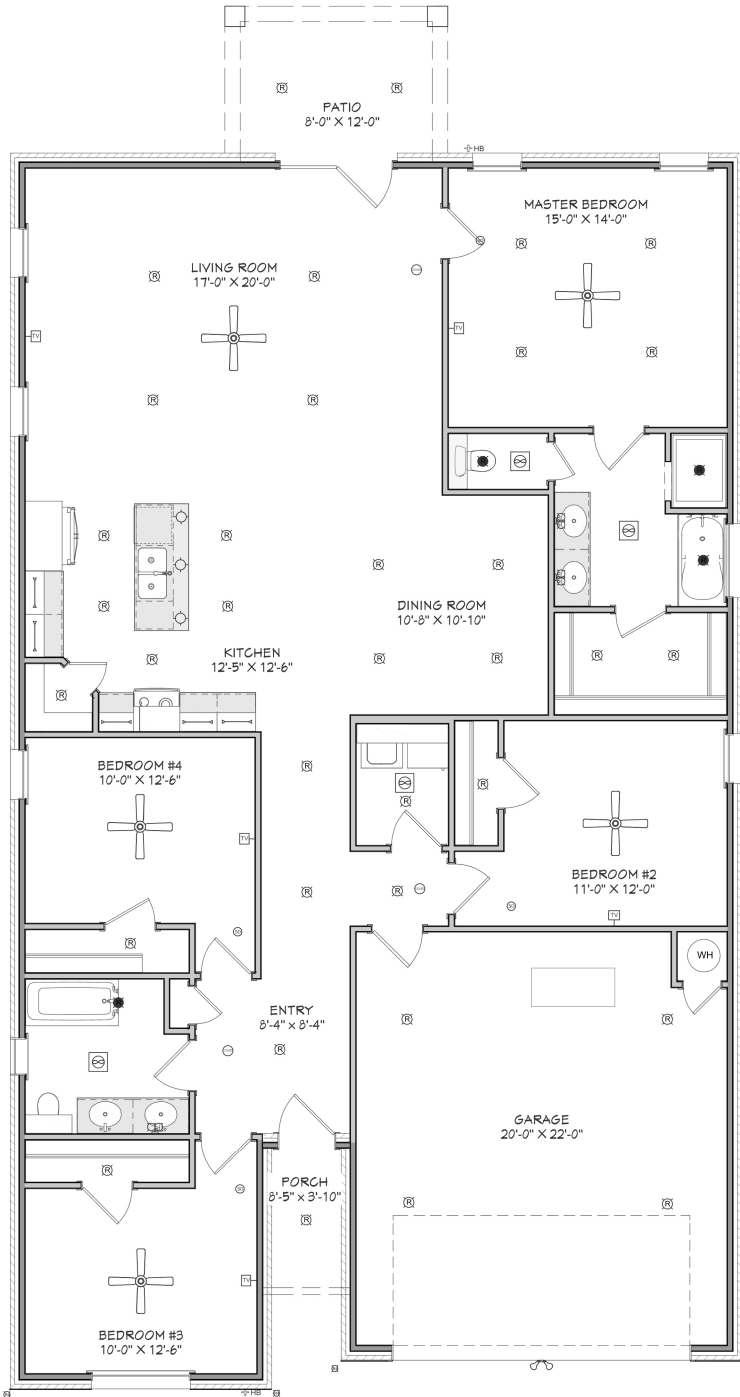 R
R
PATIO
8'-0" X 12'-0"
HB
MASTER BEDROOM
15'-0" X 14'-0"
R
R
LIVING ROOM
17'-0" X 20'-0"
R
R
TV
TV
R
R
R
R
R
R
R
R
R
R
DINING ROOM
10'-8" X 10'-10"
KITCHEN
12'-5" X 12'-6"
R
R
R
R
R
R
R
BEDROOM #4
10'-0" X 12'-6"
R
R
R
TV
BEDROOM #2
11'-0" X 12'-0"
R
R
SD
TV
SD
R
WH
ENTRY
8'-4" x 8'-4"
R
R
R
GARAGE
20'-0" X 22'-0"
R
PORCH
8'-5" x 3'-10"
SD
R
R
R
TV
BEDROOM #3
10'-0" X 12'-6"
HB